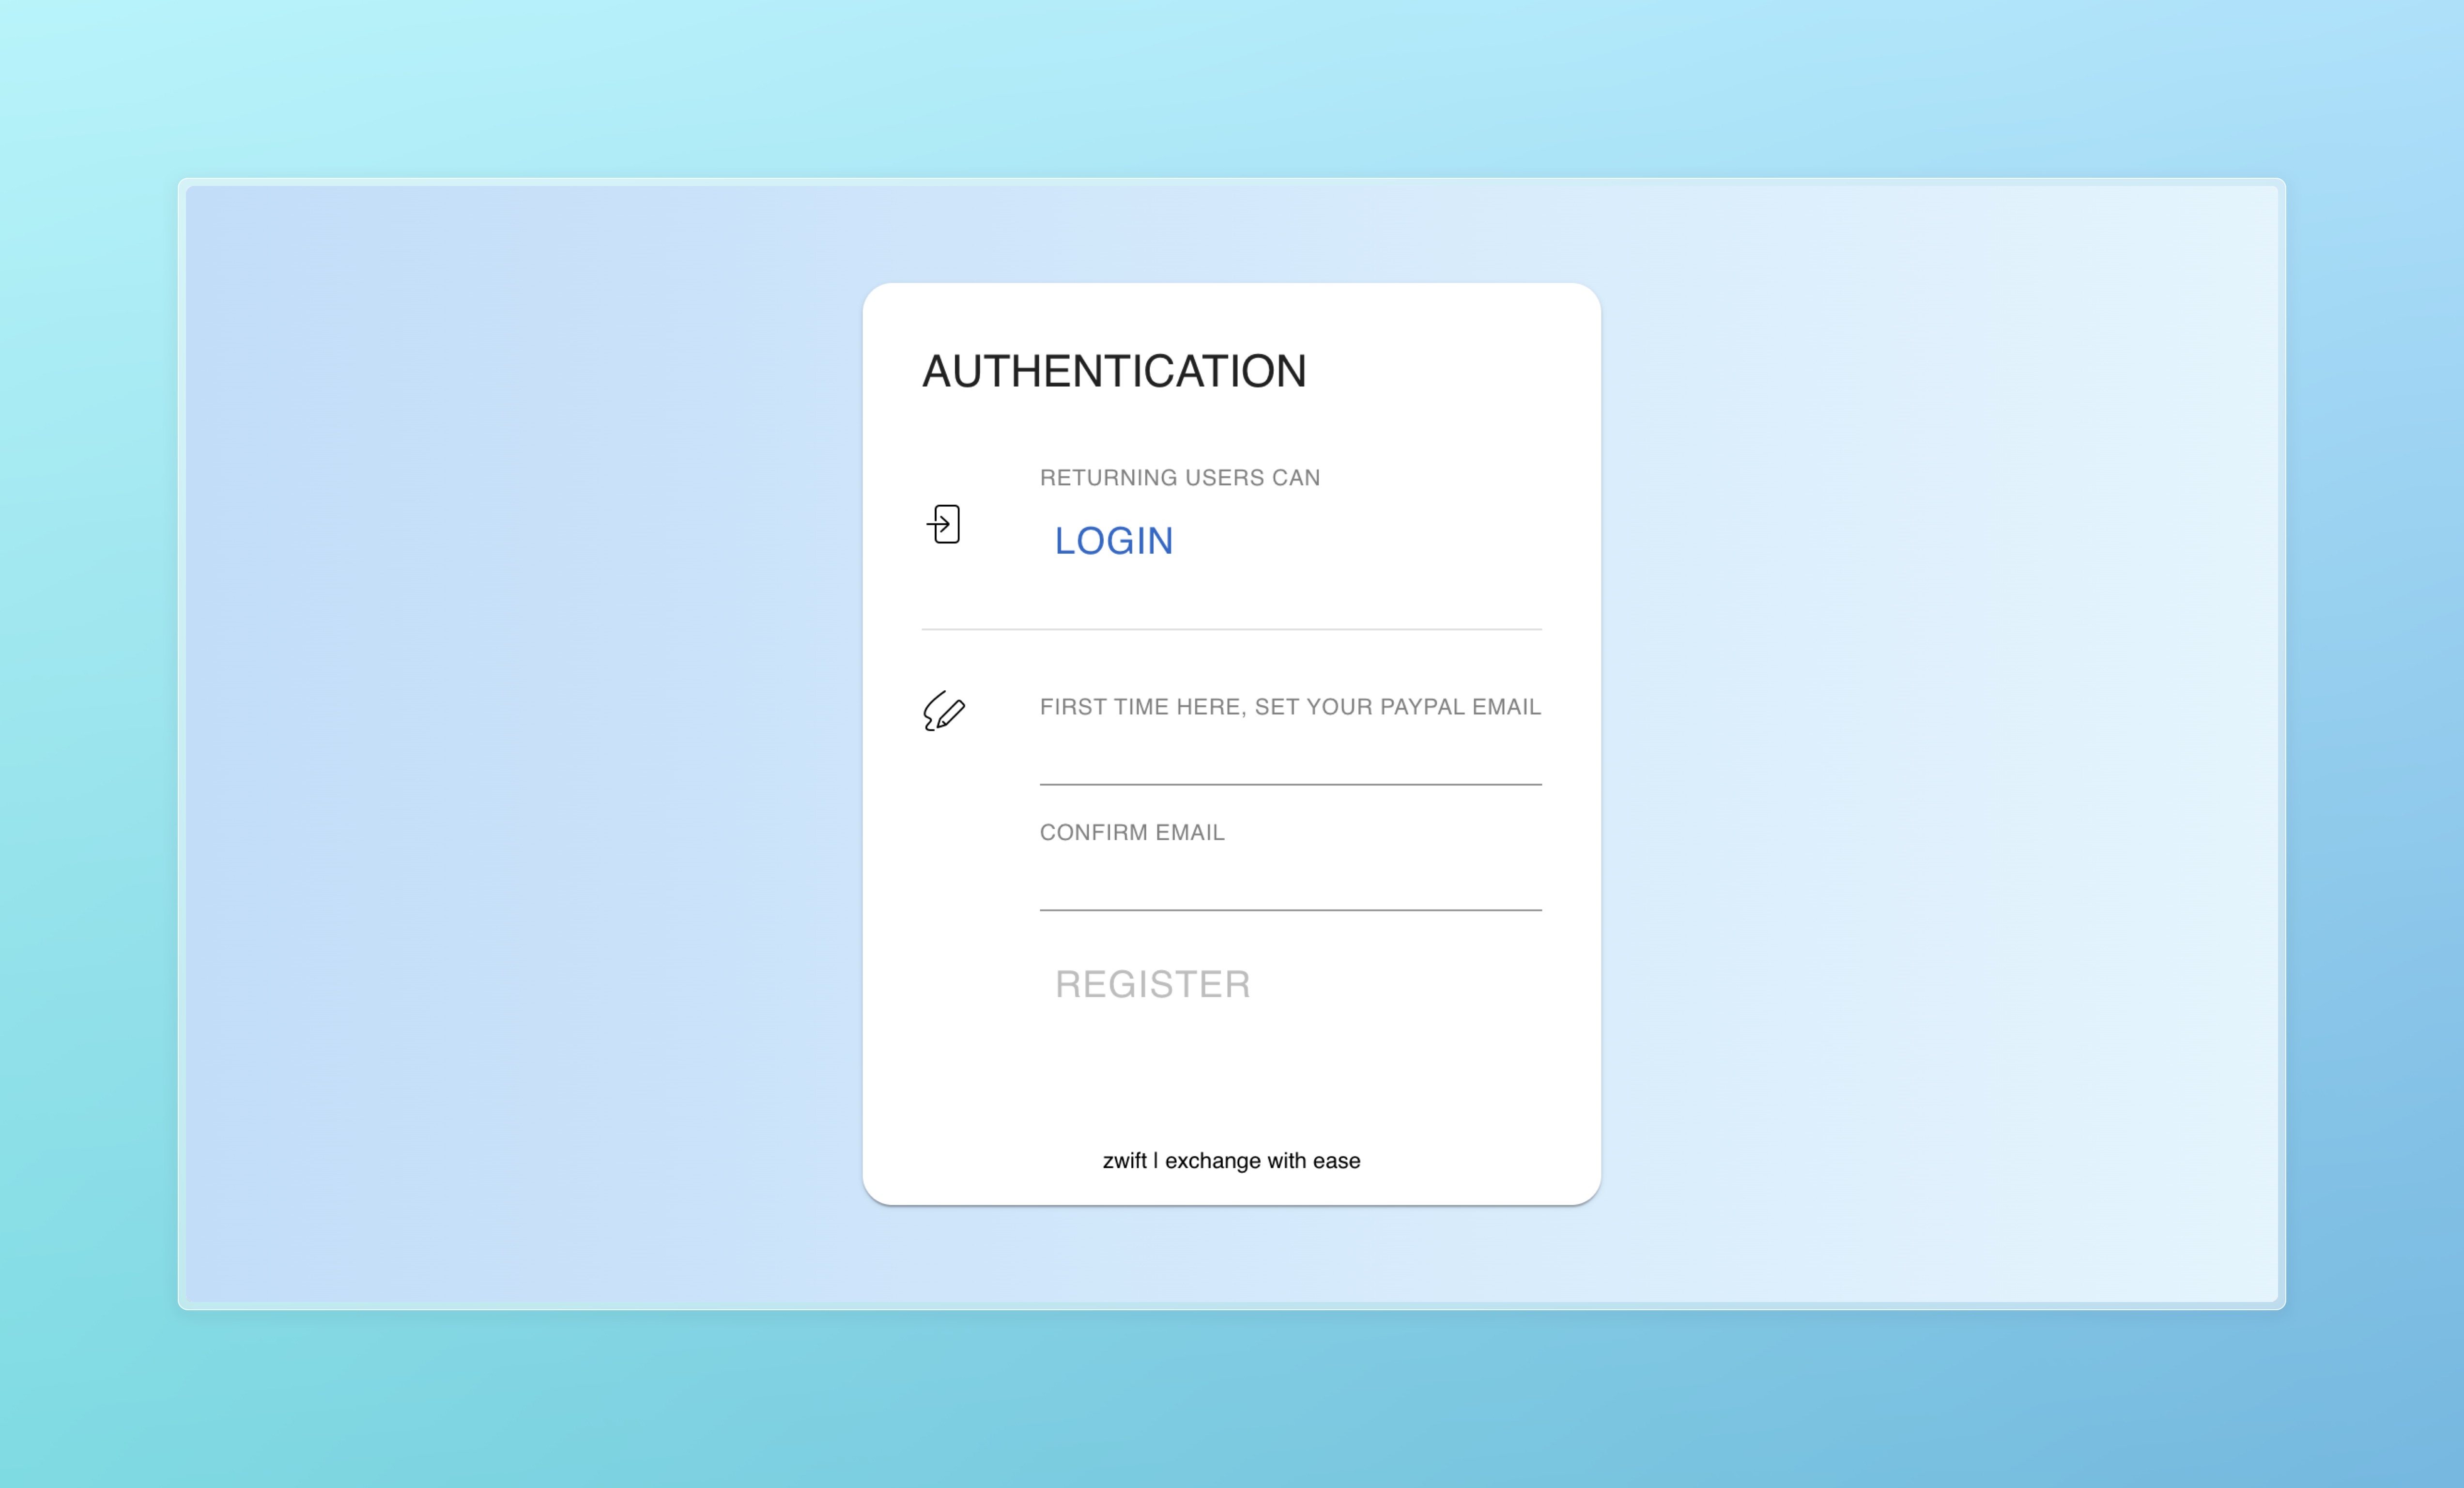 AUTHENTICATION
RETURNING USERS CAN
LOGIN
FIRST TIME HERE, SET YOUR PAYPAL EMAIL
CONFIRM EMAIL
REGISTER
zwift | exchange with ease